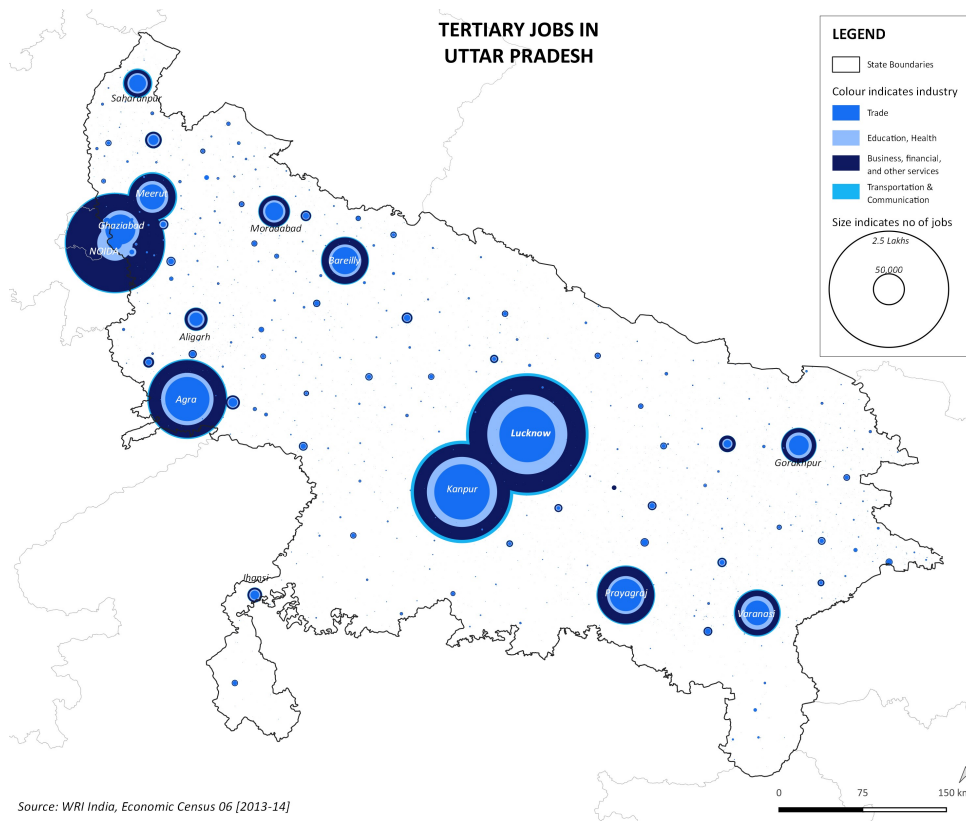 TERTIARY JOBS IN
UTTAR PRADESH
LEGEND
State Boundaries
Colour indicates industry
Trade
Education, Health
Business, financial,
and other services
Transportation &
Communication
Size indicates no of jobs
2.5 Lakhs
50,000
Saharanpur
Meerut
Ghaziabad
NOIDA
Moradabad
Bareilly
Aligarh
Agra
Lucknow
Kanpur
Gorakhpur
Jhansi
Prayagraj
Varanasi
Source: WRI India, Economic Census 06 [2013-14]
0 75 150 km